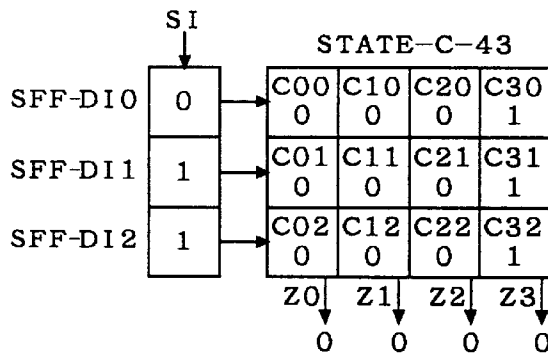 SI
STATE-C-43
SFF-DI0 0 C00 C10 C20 C30
0 0 0 1
SFF-DI1 1 C01 C11 C21 C31
0 0 0 1
SFF-DI2 1 C02 C12 C22 C32
0 0 0 1
Z0 Z1 Z2 Z3
0 0 0 0